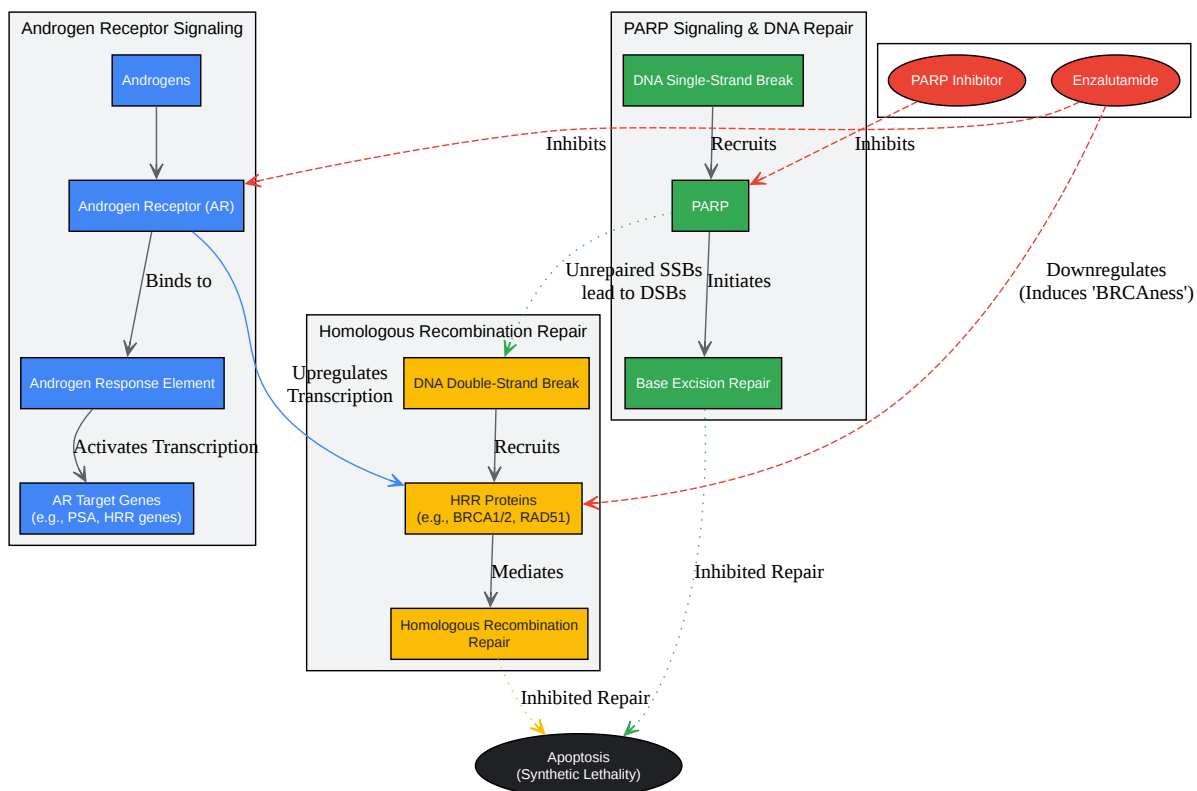 Androgen Receptor Signaling
PARP Signaling & DNA Repair
Androgens
DNA Single-Strand Break
PARP Inhibitor
Enzalutamide
Inhibits
Recruits
Inhibits
Androgen Receptor (AR)
PARP
Binds to
Unrepaired SSBs
lead to DSBs
Initiates
Downregulates
(Induces 'BRCAness')
Homologous Recombination Repair
Androgen Response Element
Upregulates
Transcription
DNA Double-Strand Break
Base Excision Repair
Activates Transcription
Recruits
AR Target Genes
(e.g., PSA, HRR genes)
HRR Proteins
(e.g., BRCA1/2, RAD51)
Mediates
Inhibited Repair
Homologous Recombination
Repair
Inhibited Repair
Apoptosis
(Synthetic Lethality)